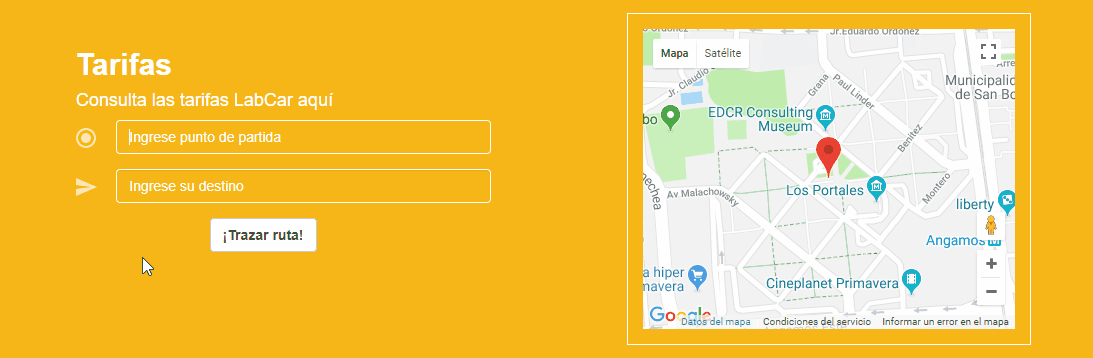 Tarifas
Consulta las tarifas LabCar aquí
Ingrese punto de partida
Ingrese su destino
¡Trazar ruta!
Jr.Eduardo Ordoñez
Mapa
Satélite
Jr. Claudio
Grana
Paul Linder
Municipalid
de San Bo
Arre
EDCR Consulting
Museum
bo
Benitez
Av Malachowsky
Los Portales
Montero
nechea
liberty
Angamos
a hiper
mavera
Cineplanet Primavera
Google
Datos del mapa
Condiciones del servicio
Informar un error en el mapa